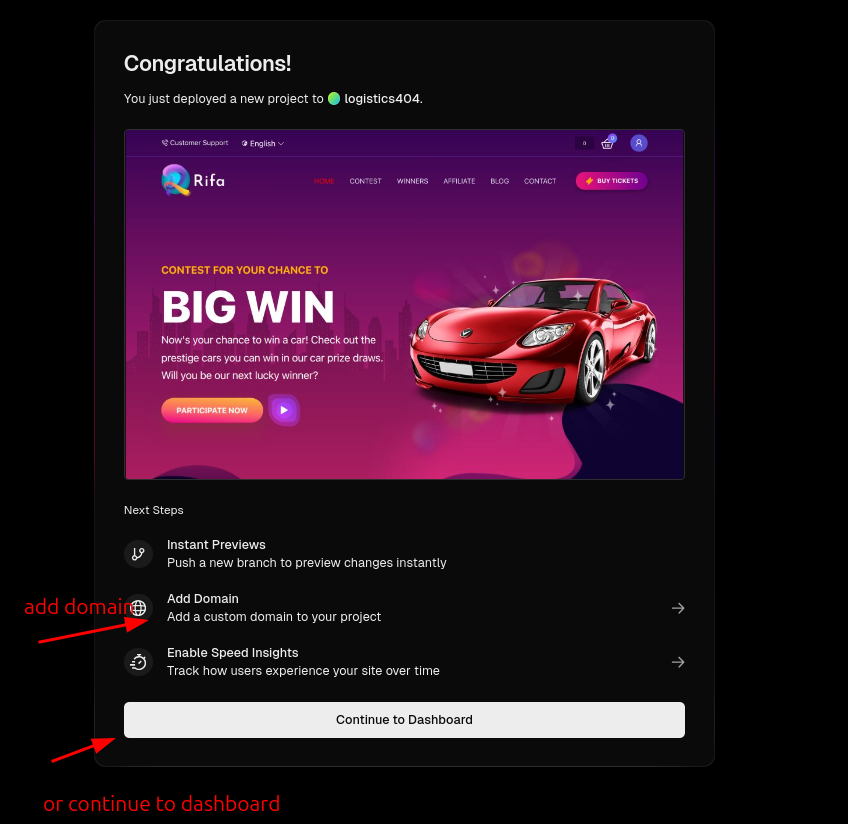 Congratulations!
You just deployed a new project to logistics404.
Customer Support English 0 0
Rifa HOME CONTEST WINNERS AFFILIATE BLOG CONTACT BUY TICKETS
CONTEST FOR YOUR CHANCE TO
BIG WIN
Now's your chance to win a car! Check out the
prestige cars you can win in our car prize draws.
Will you be our next lucky winner?
PARTICIPATE NOW
Next Steps
Instant Previews
Push a new branch to preview changes instantly
add domain
Add Domain
Add a custom domain to your project
Enable Speed Insights
Track how users experience your site over time
Continue to Dashboard
or continue to dashboard